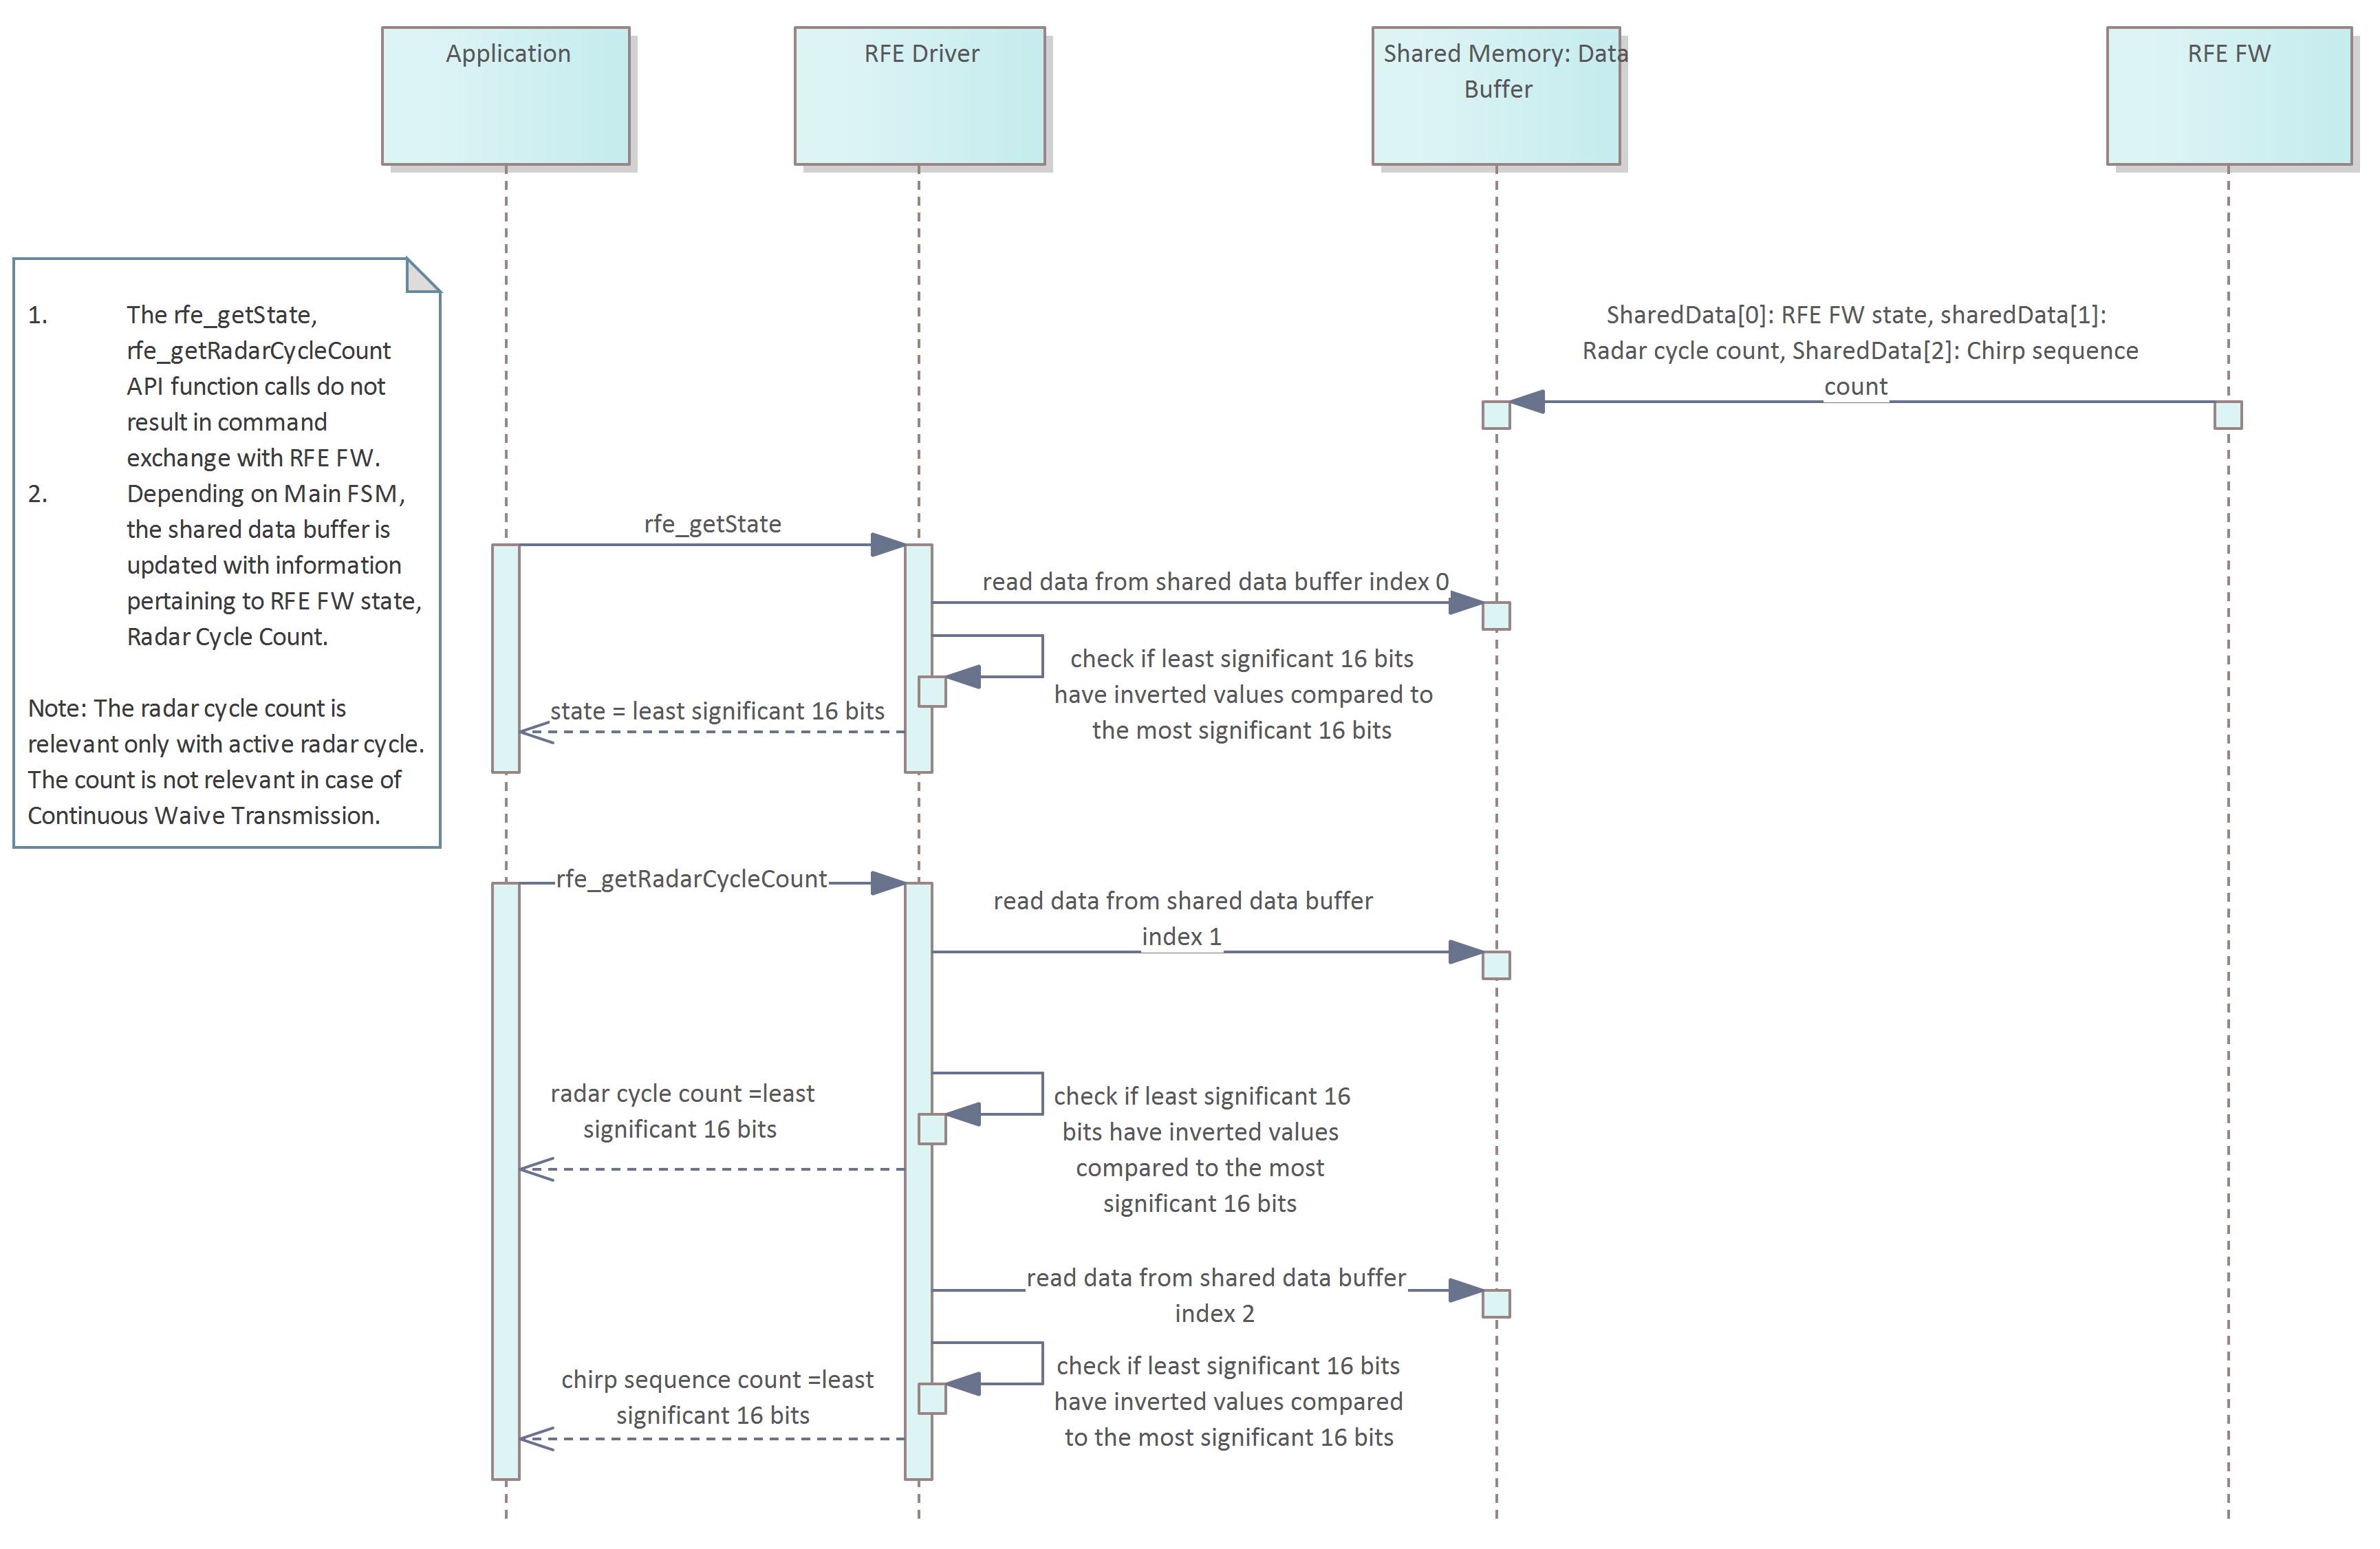 Application
RFE Driver
Shared Memory: Data
Buffer
RFE FW
1. The rfe_getState,
rfe_getRadarCycleCount
API function calls do not
result in command
exchange with RFE FW.
2. Depending on Main FSM,
the shared data buffer is
updated with information
pertaining to RFE FW state,
Radar Cycle Count.
Note: The radar cycle count is
relevant only with active radar cycle.
The count is not relevant in case of
Continuous Waive Transmission.
SharedData[0]: RFE FW state, sharedData[1]:
Radar cycle count, SharedData[2]: Chirp sequence
count
rfe_getState
read data from shared data buffer index 0
check if least significant 16 bits
have inverted values compared to
the most significant 16 bits
state = least significant 16 bits
rfe_getRadarCycleCount
read data from shared data buffer
index 1
check if least significant 16
bits have inverted values
compared to the most
significant 16 bits
radar cycle count =least
significant 16 bits
read data from shared data buffer
index 2
check if least significant 16 bits
have inverted values compared
to the most significant 16 bits
chirp sequence count =least
significant 16 bits